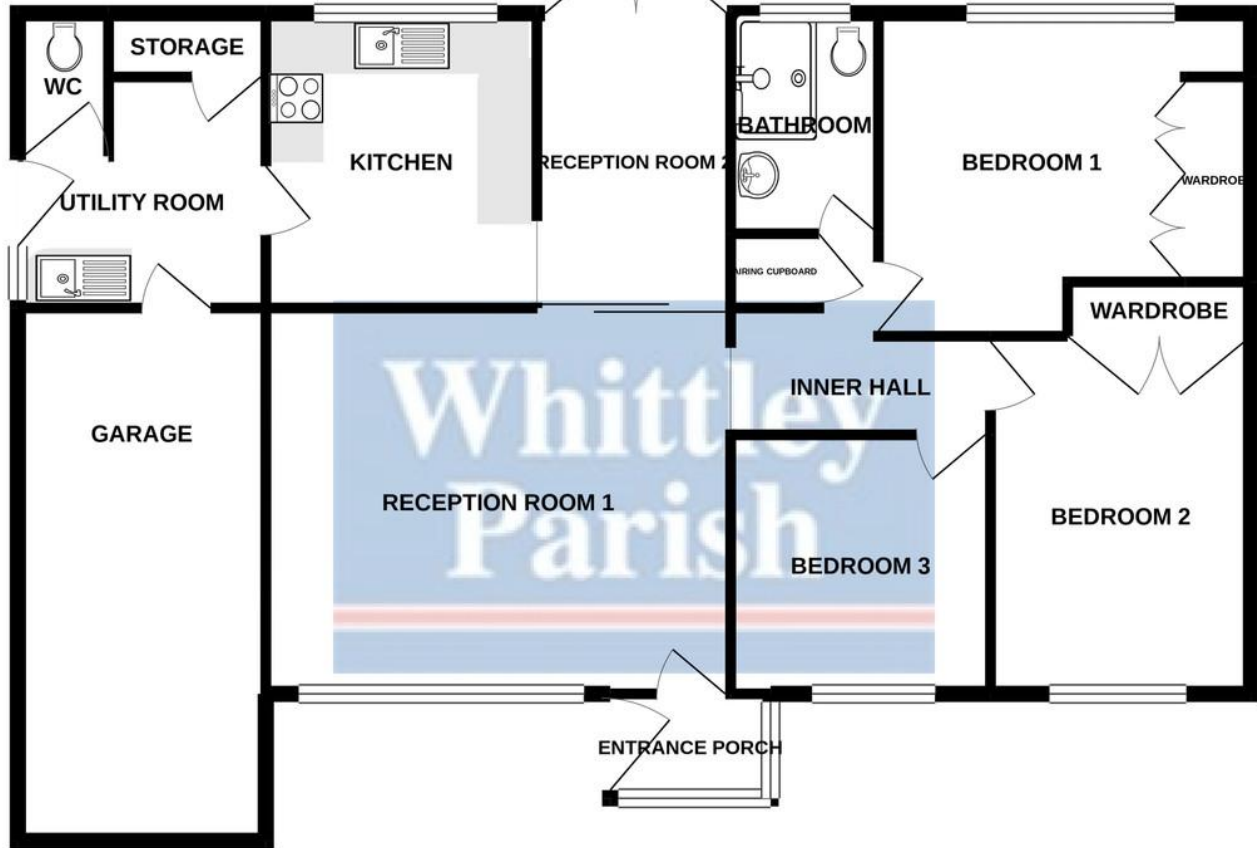 STORAGE
WC
KITCHEN
RECEPTION ROOM 2
BATHROOM
BEDROOM 1
WARDROBE
UTILITY ROOM
AIRING CUPBOARD
WARDROBE
INNER HALL
GARAGE
Whittley
Parish
RECEPTION ROOM 1
BEDROOM 2
BEDROOM 3
ENTRANCE PORCH